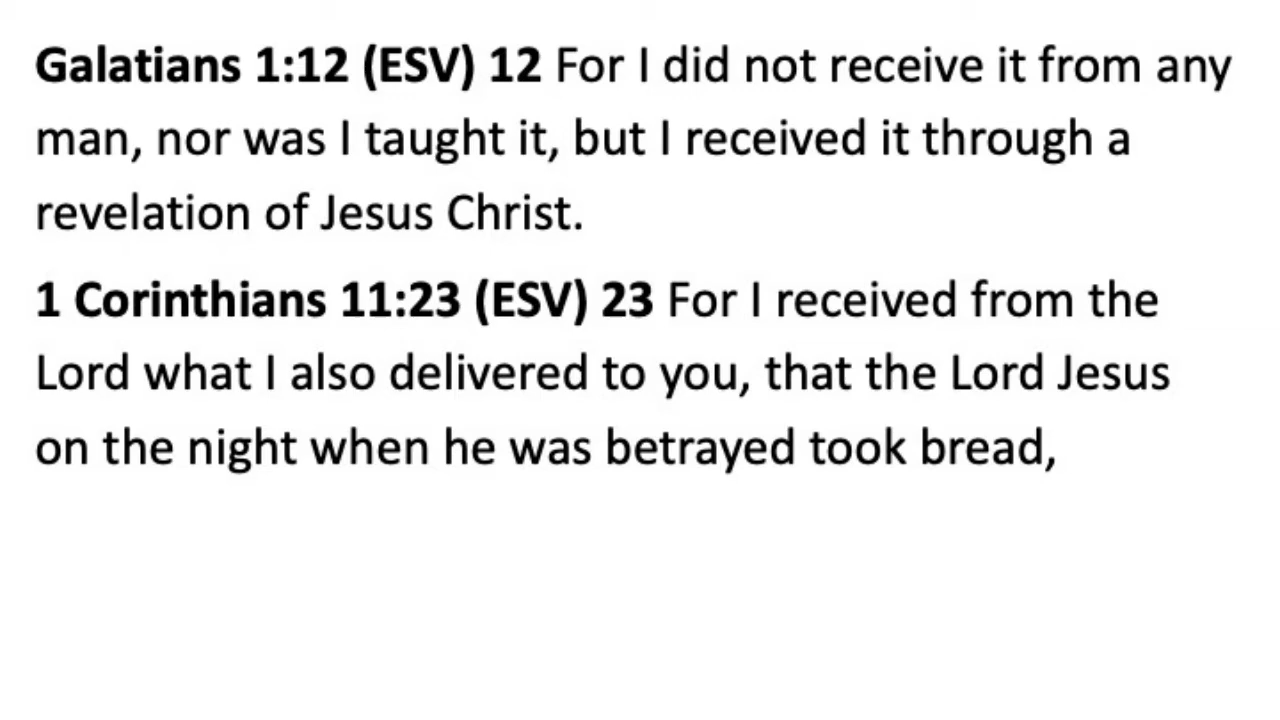 Galatians 1:12 (ESV) 12 For I did not receive it from any
man, nor was I taught it, but I received it through a
revelation of Jesus Christ.
1 Corinthians 11:23 (ESV) 23 For I received from the
Lord what I also delivered to you, that the Lord Jesus
on the night when he was betrayed took bread,